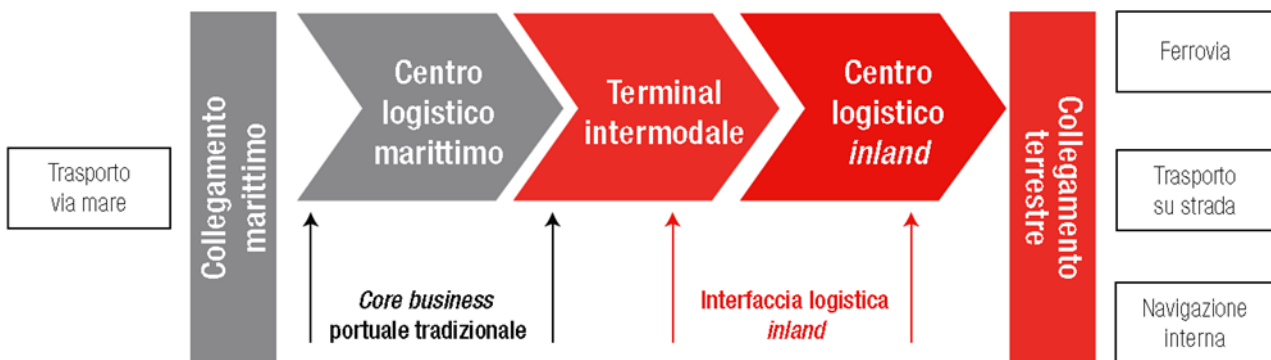 Trasporto
via mare
Collegamento
marittimo
Centro
logistico
marittimo
Terminal
intermodale
Centro
logistico
inland
Collegamento
terrestre
Ferrovia
Trasporto
su strada
Navigazione
interna
Core business
portuale tradizionale
Interfaccia logistica
inland